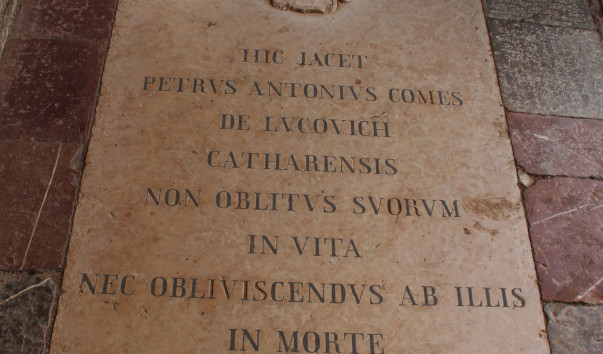 HIC JACET
PETRVS ANTONIVS COMES
DE LVCOVICH
CATHARENSIS
NON OBLITVS SVORVM
IN VITA
NEC OBLIVISCENDVS AB ILLIS
IN MORTE